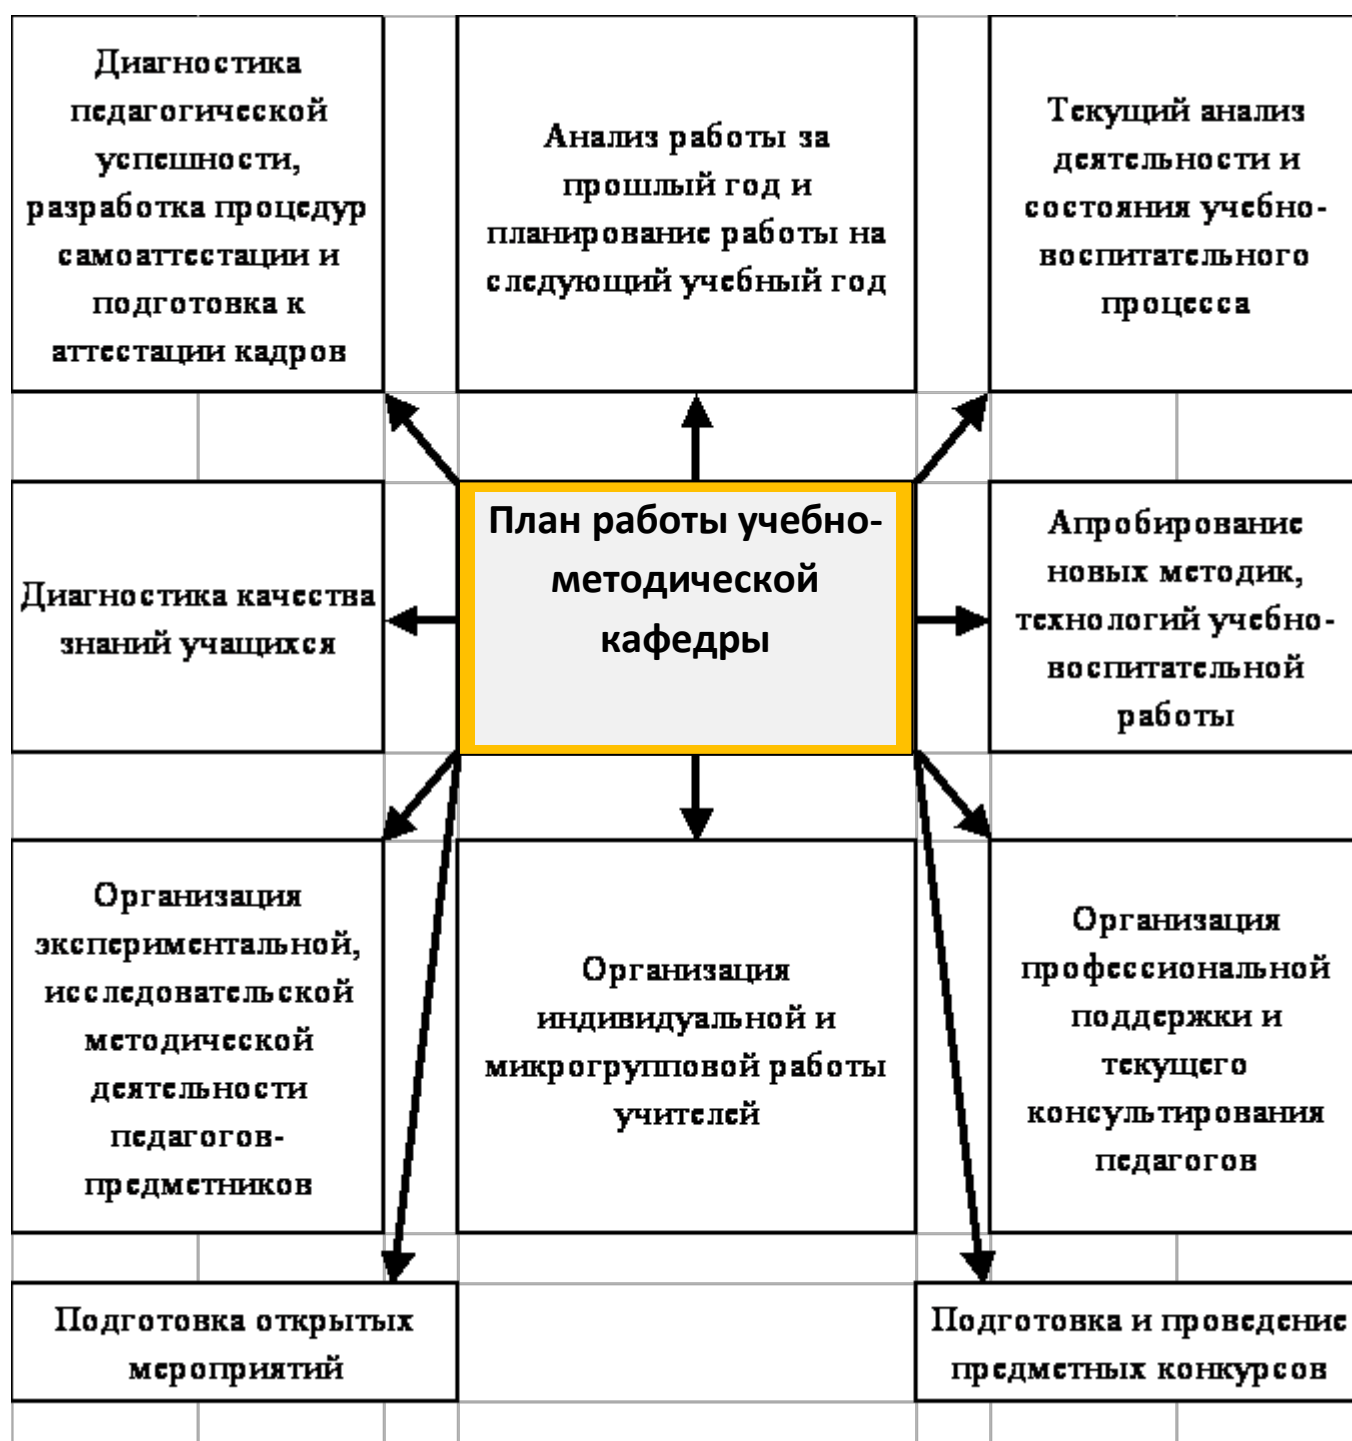 Диагностика
педагогической
успешности,
разработка процедур
самоаттестации и
подготовка к
аттестации кадров
Анализ работы за
прошлый год и
планирование работы на
следующий учебный год
Текущий анализ
деятельности и
состояния учебно-
воспитательного
процесса
Диагностика качества
знаний учащихся
План работы учебно-
методической
кафедры
Апробирование
новых методик,
технологий учебно-
воспитательной
работы
Организация
экспериментальной,
исследовательской
методической
деятельности
педагогов-
предметников
Организация
индивидуальной и
микрогрупповой работы
учителей
Организация
профессиональной
поддержки и
текущего
консультирования
педагогов
Подготовка открытых
мероприятий
Подготовка и проведение
предметных конкурсов